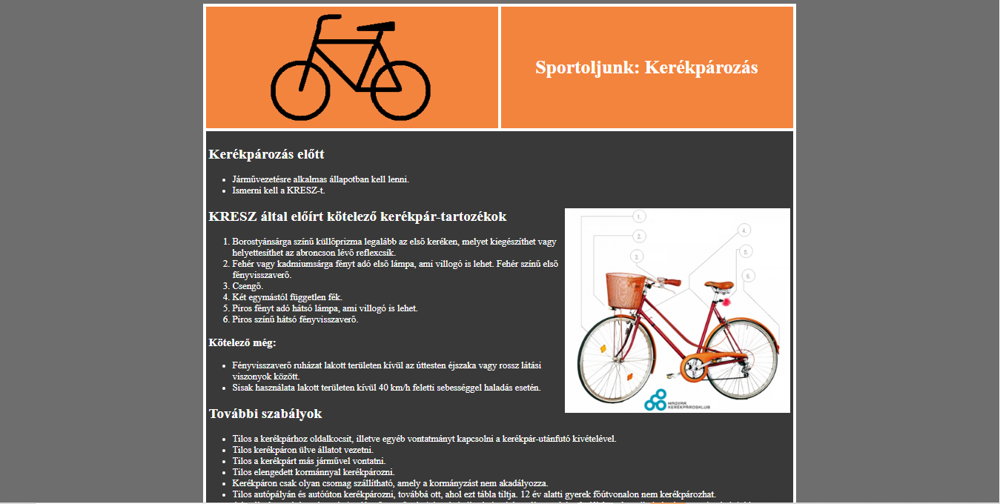 Sportoljunk: Kerékpározás
Kerékpározás előtt
Járművezetésre alkalmas állapotban kell lenni.
Ismerni kell a KRESZ-t.
KRESZ által előírt kötelező kerékpár-tartozékok
1. Borostyánsárga színű küllőprizma legalább az első keréken, melyet kiegészíthet vagy
helyettesíthet az abroncson lévő reflexcsík.
2. Fehér vagy kadmiumsárga fényt adó első lámpa, ami villogó is lehet. Fehér színű első
fényvisszaverő.
3. Csengő.
4. Két egymástól független fék.
5. Piros fényt adó hátsó lámpa, ami villogó is lehet.
6. Piros színű hátsó fényvisszaverő.
1.
2.
3.
4.
5.
6.
MAGYAR
KERÉKPÁROSKLUB
Kötelező még:
Fényvisszaverő ruházat lakott területen kívül az úttesten éjszaka vagy rossz látási
viszonyok között.
Sisak használata lakott területen kívül 40 km/h feletti sebességgel haladás esetén.
További szabályok
Tilos a kerékpárhoz oldalkocsit, illetve egyéb vontatmányt kapcsolni a kerékpár-utánfutó kivételével.
Tilos kerékpáron ülve állatot vezetni.
Tilos a kerékpárt más járművel vontatni.
Tilos elengedett kormánnyal kerékpározni.
Kerékpáron csak olyan csomag szállítható, amely a kormányzást nem akadályozza.
Tilos autópályán és autóúton kerékpározni, továbbá ott, ahol ezt tábla tiltja. 12 év alatti gyerek főútvonalon nem kerékpározhat.